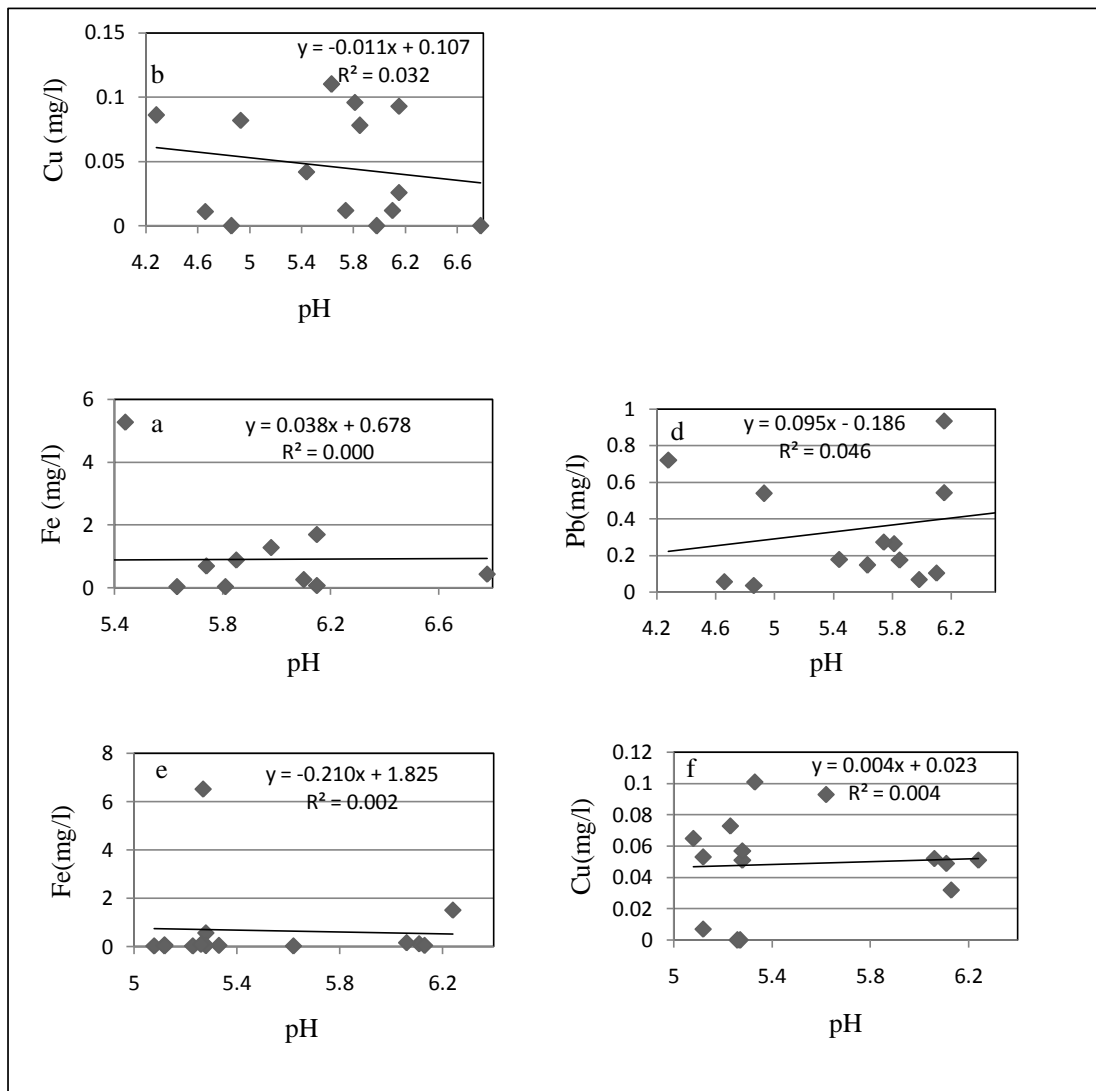 0.15
y = -0.011x + 0.107
R² = 0.032
b
0.1
0.05
0
Cu (mg/l)
4.2 4.6 5 5.4 5.8 6.2 6.6
pH
6
a
y = 0.038x + 0.678
R² = 0.000
4
2
0
Fe (mg/l)
5.4 5.8 6.2 6.6
pH
1
d
y = 0.095x - 0.186
R² = 0.046
0.8
0.6
0.4
0.2
0
Pb(mg/l)
4.2 4.6 5 5.4 5.8 6.2
pH
8
e
y = -0.210x + 1.825
R² = 0.002
6
4
2
0
Fe(mg/l)
5 5.4 5.8 6.2
pH
0.12
f
y = 0.004x + 0.023
R² = 0.004
0.1
0.08
0.06
0.04
0.02
0
Cu(mg/l)
5 5.4 5.8 6.2
pH